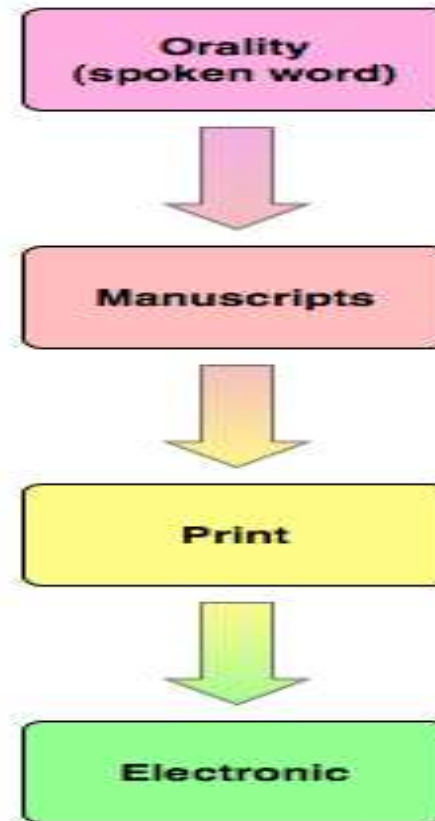 Orality
(spoken word)
Manuscripts
Print
Electronic